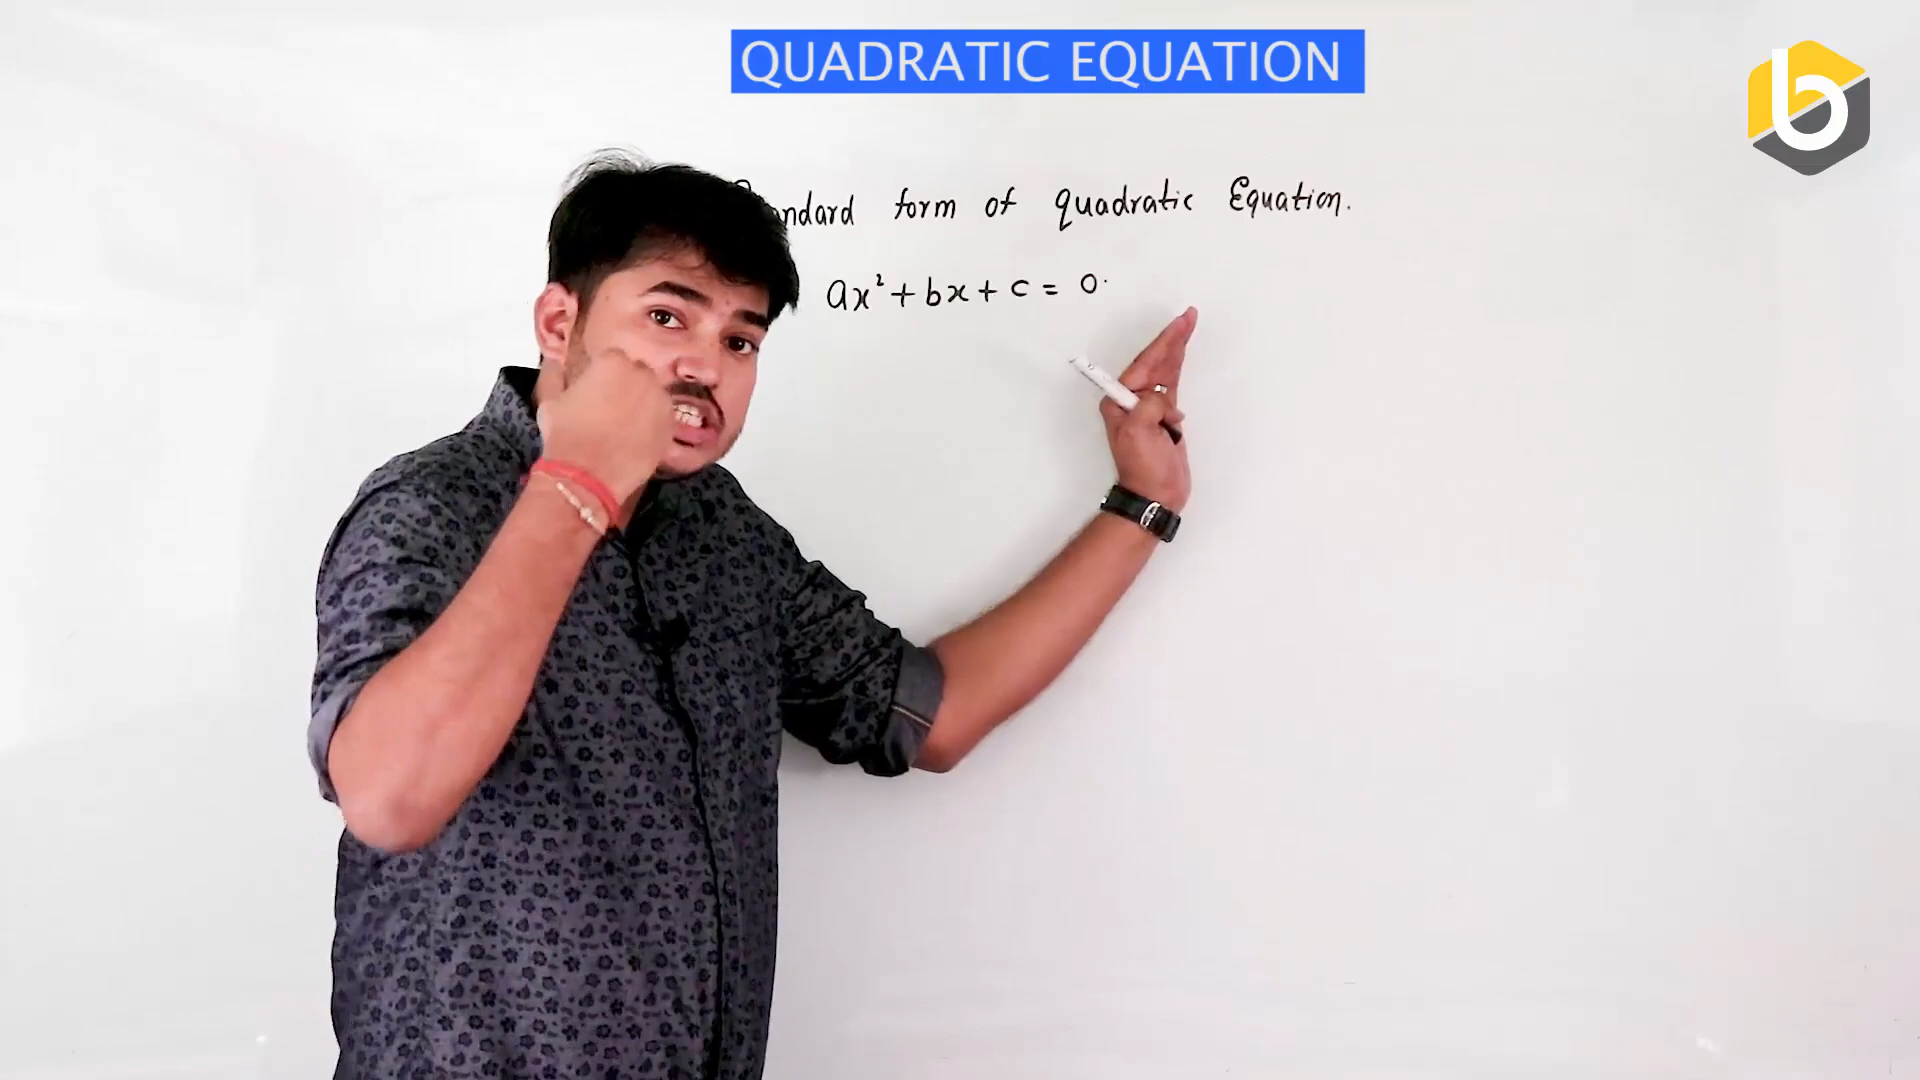 QUADRATIC EQUATION
b
ndard form of quadratic Equation.
ax² + bx + c = 0.